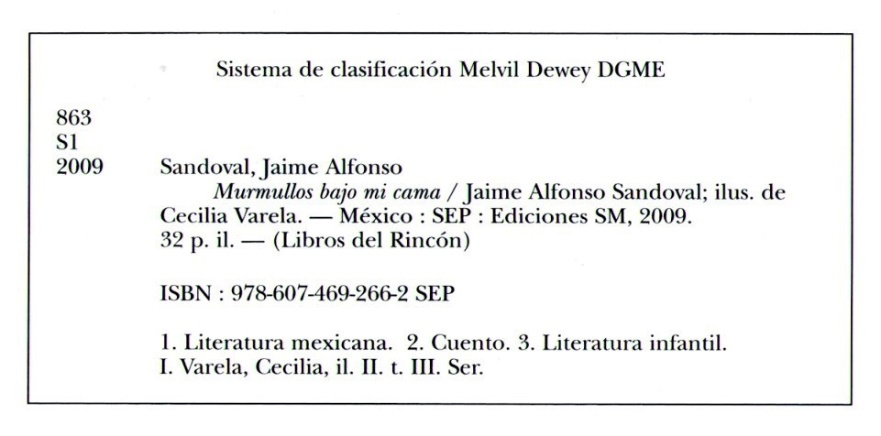 Sistema de clasificación Melvil Dewey DGME
863
S1
2009 Sandoval, Jaime Alfonso
Murmullos bajo mi cama / Jaime Alfonso Sandoval; ilus. de
Cecilia Varela. — México : SEP : Ediciones SM, 2009.
32 p. il. — (Libros del Rincón)
ISBN : 978-607-469-266-2 SEP
1. Literatura mexicana. 2. Cuento. 3. Literatura infantil.
I. Varela, Cecilia, il. II. t. III. Ser.